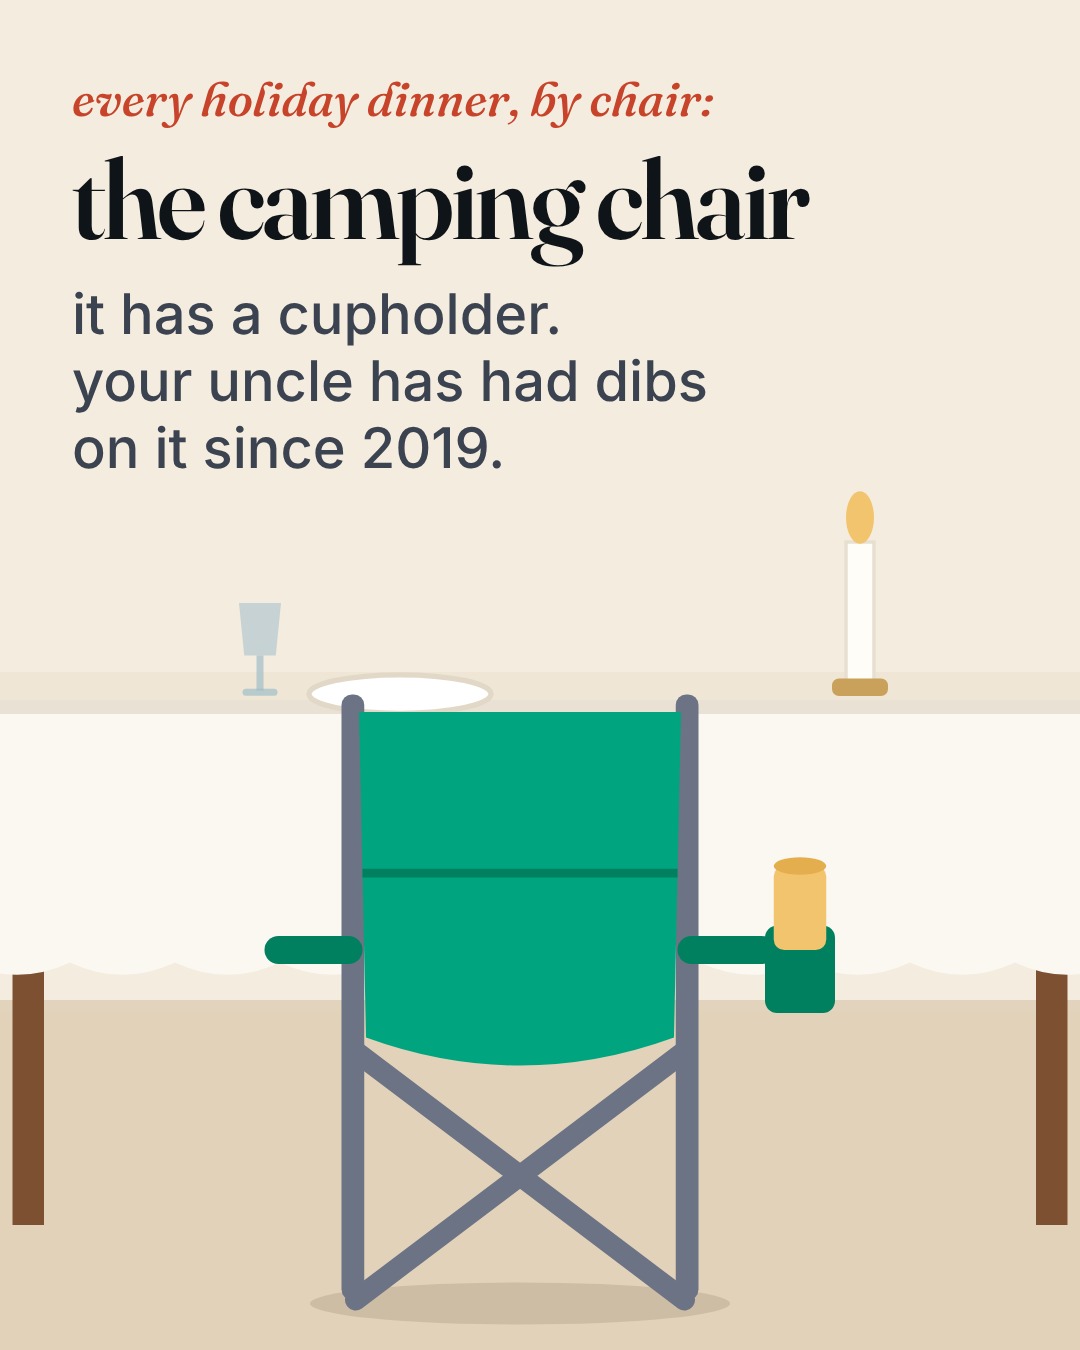 every holiday dinner, by chair:
the camping chair
it has a cupholder.
your uncle has had dibs
on it since 2019.